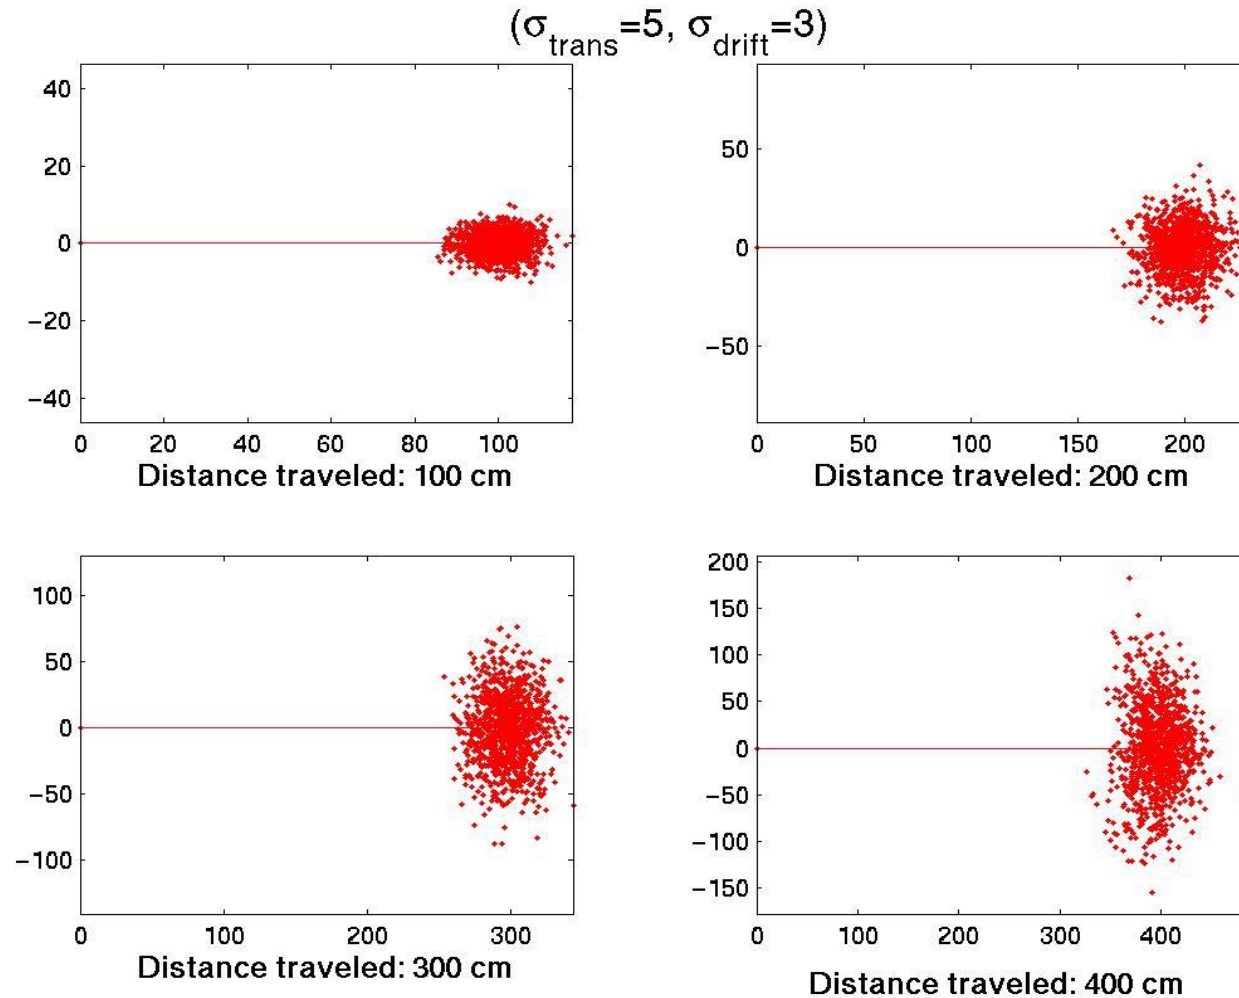 (σtrans=5, σdrift=3)
40
20
0
−20
−40
0 20 40 60 80 100
Distance traveled: 100 cm
50
0
−50
0 50 100 150 200
Distance traveled: 200 cm
100
50
0
−50
−100
0 100 200 300
Distance traveled: 300 cm
200
150
100
50
0
−50
−100
−150
0 100 200 300 400
Distance traveled: 400 cm